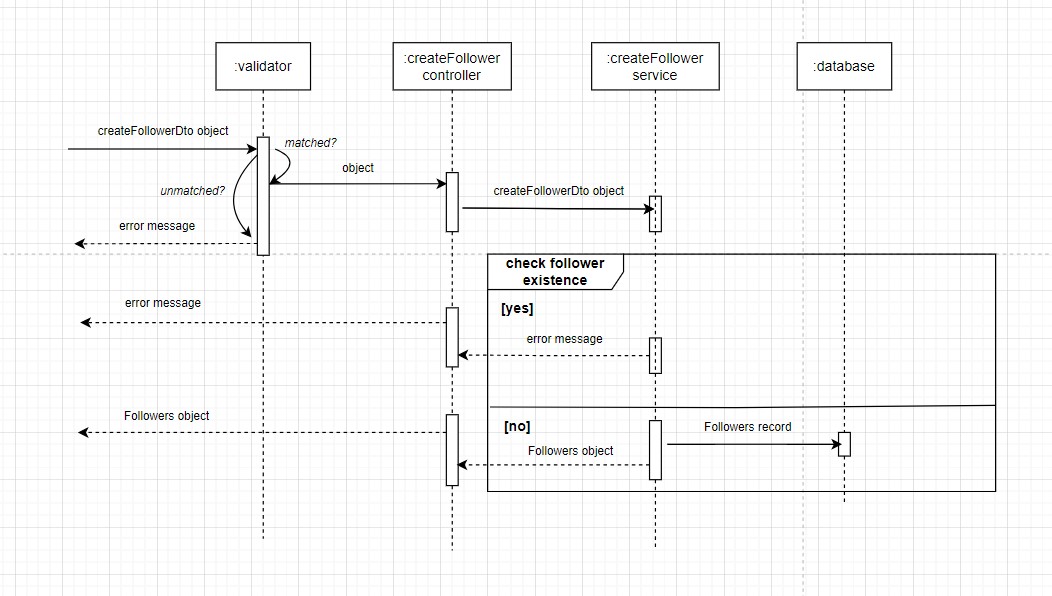 :validator
:createFollower
controller
:createFollower
service
:database
createFollowerDto object
matched?
object
unmatched?
createFollowerDto object
error message
check follower
existence
error message
[yes]
error message
Followers object
[no]
Followers record
Followers object